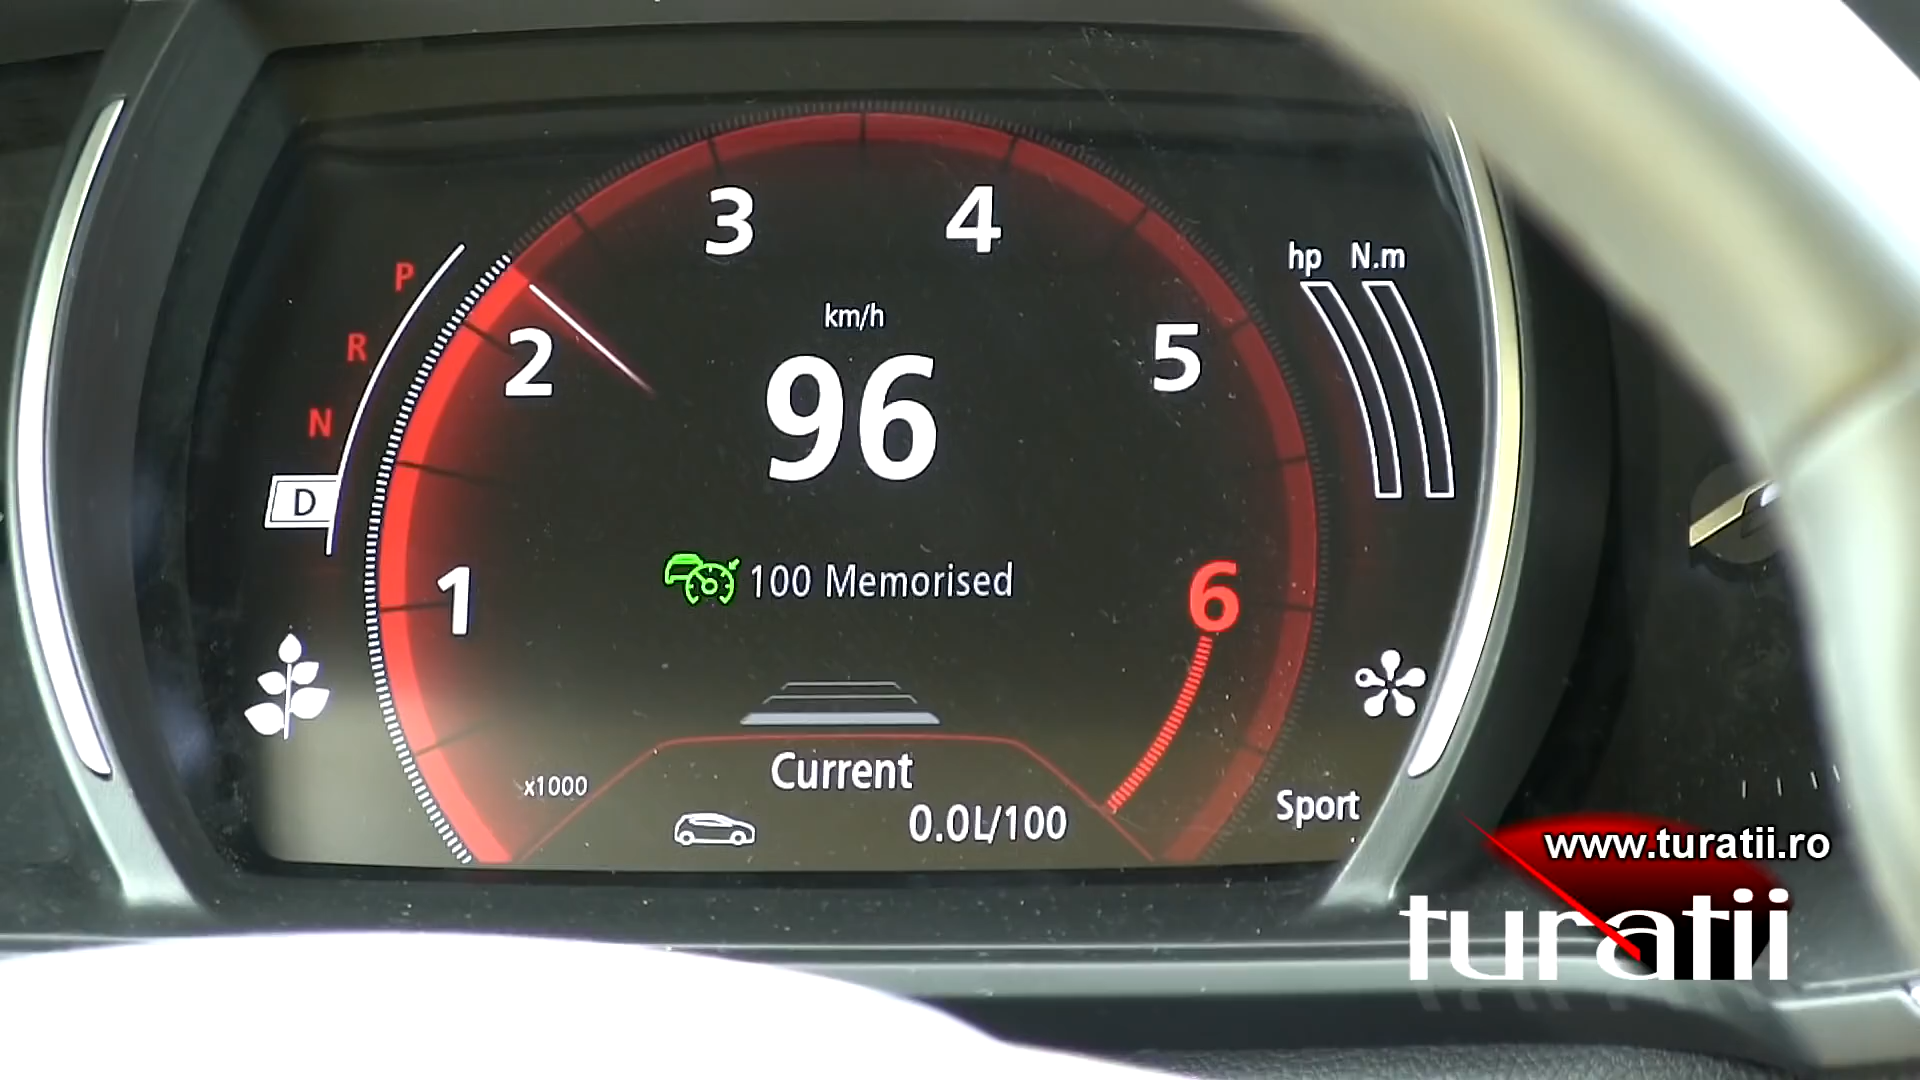 3 4
hp N.m
P
km/h
R
2 96 5
N
D
1 100 Memorised 6
Current
x1000
0.0L/100
Sport
www.turatii.ro
turatii